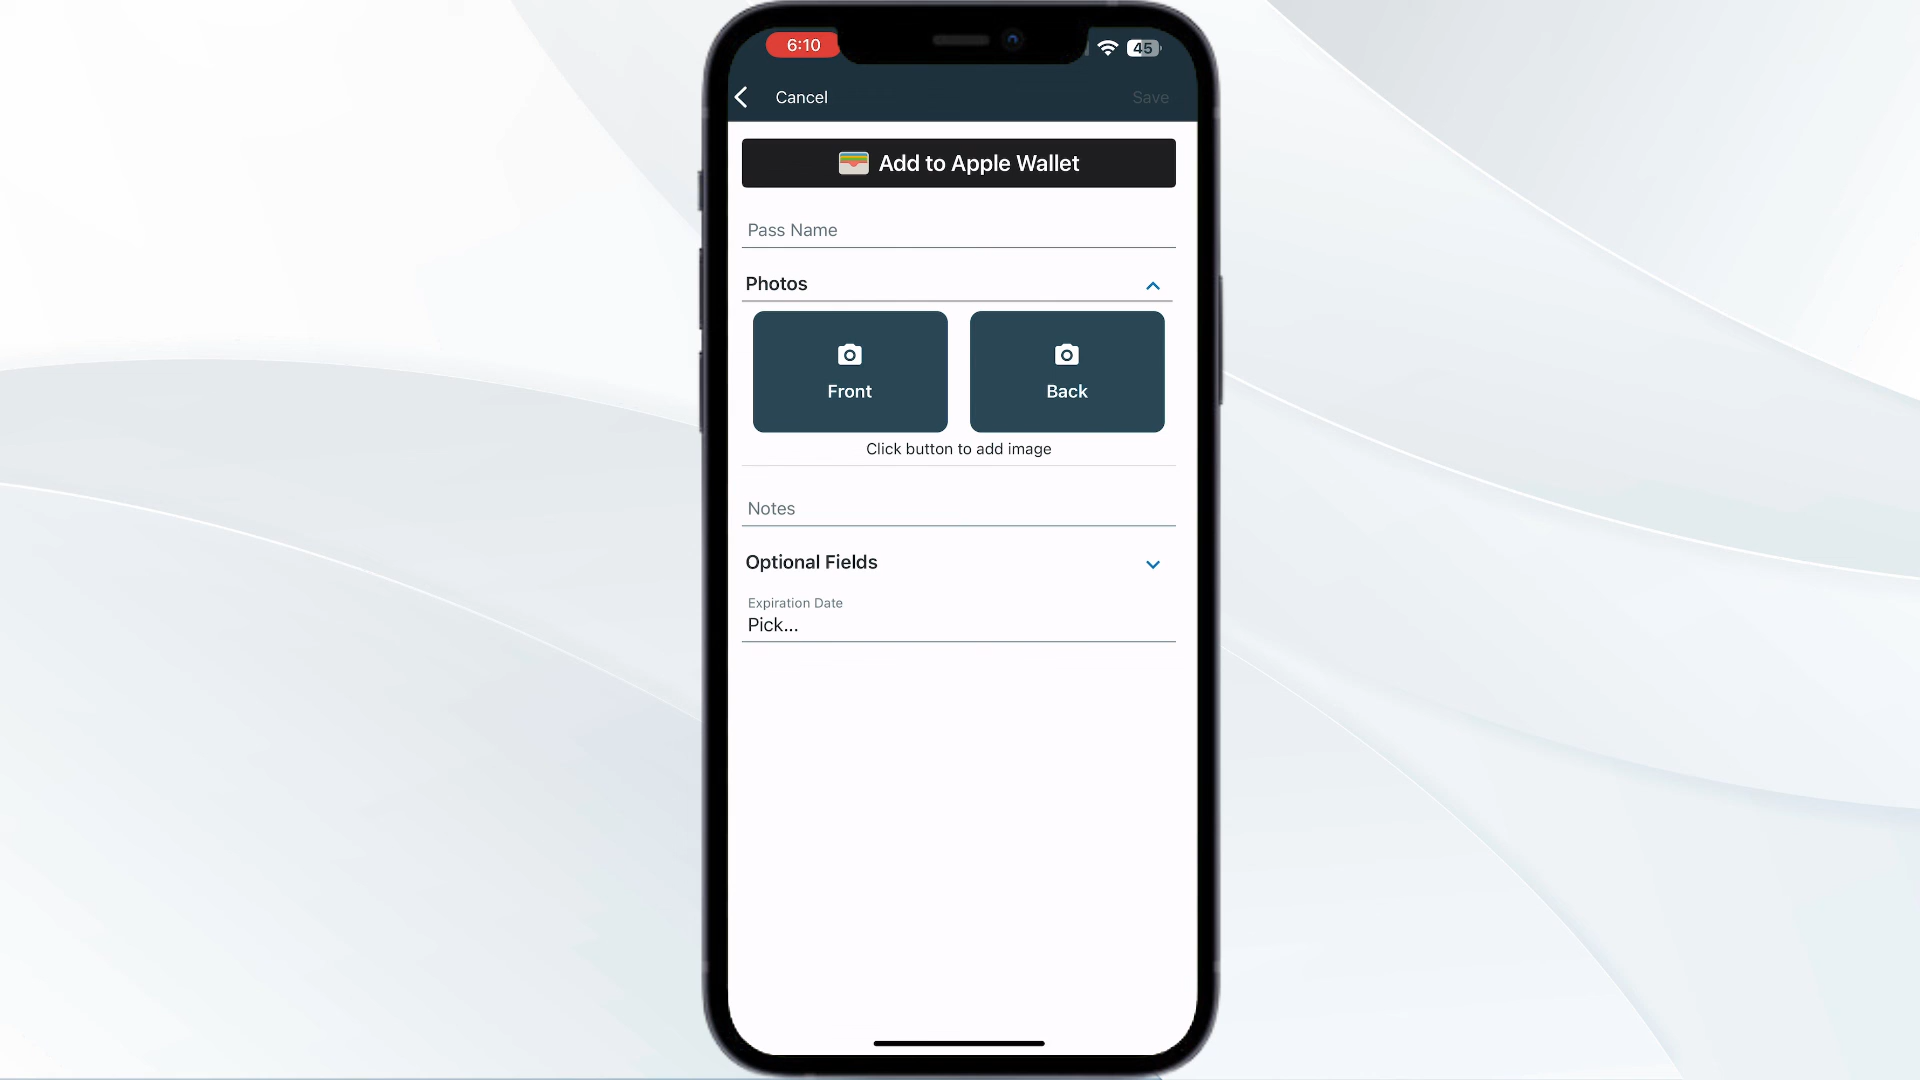 6:10
45
Cancel
Save
Add to Apple Wallet
Pass Name
Photos
Front
Back
Click button to add image
Notes
Optional Fields
Expiration Date
Pick...